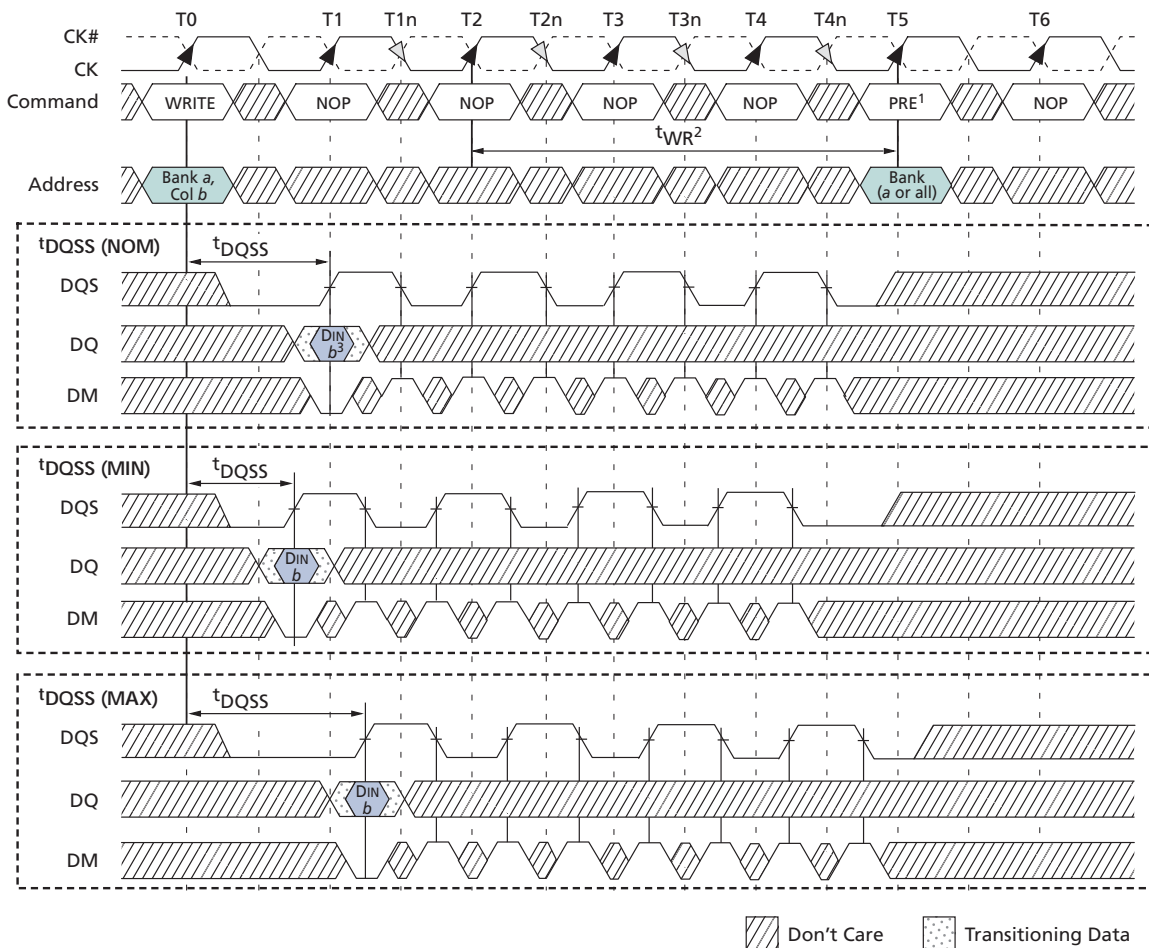 T0 T1 T1n T2 T2n T3 T3n T4 T4n T5 T6
CK#
CK
Command WRITE NOP NOP NOP NOP PRE1 NOP
tWR2
Address Bank a, Col b Bank (a or all)
tDQSS (NOM) tDQSS
DQS
DQ DIN b3
DM
tDQSS (MIN) tDQSS
DQS
DQ DIN b
DM
tDQSS (MAX) tDQSS
DQS
DQ DIN b
DM
Don't Care Transitioning Data